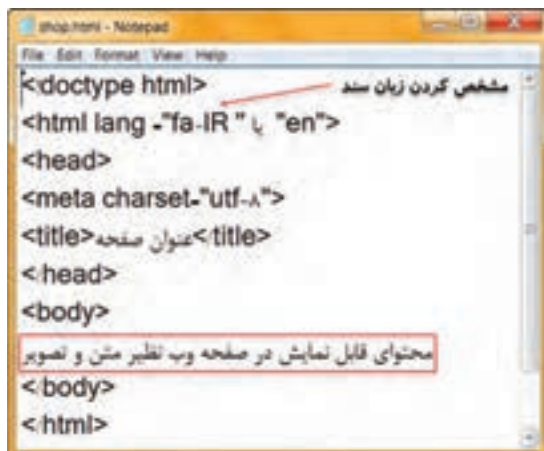 shop.html - Notepad
File Edit Format View Help
<doctype html> مشخص کردن زبان سند
<html lang ="fa-IR " یا "en">
<head>
<meta charset="utf-۸">
<title>عنوان صفحه</title>
</head>
<body>
محتوای قابل نمایش در صفحه وب نظیر متن و تصویر
</body>
</html>